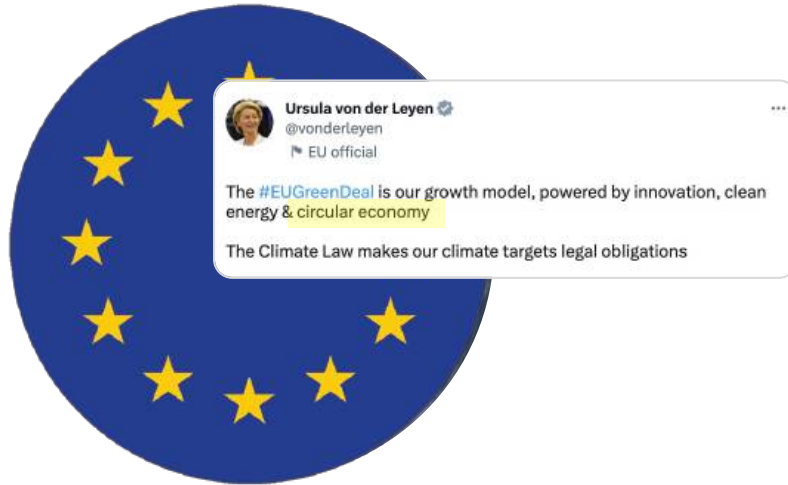 Ursula von der Leyen
@vonderleyen
EU official
The #EUGreenDeal is our growth model, powered by innovation, clean
energy & circular economy
The Climate Law makes our climate targets legal obligations